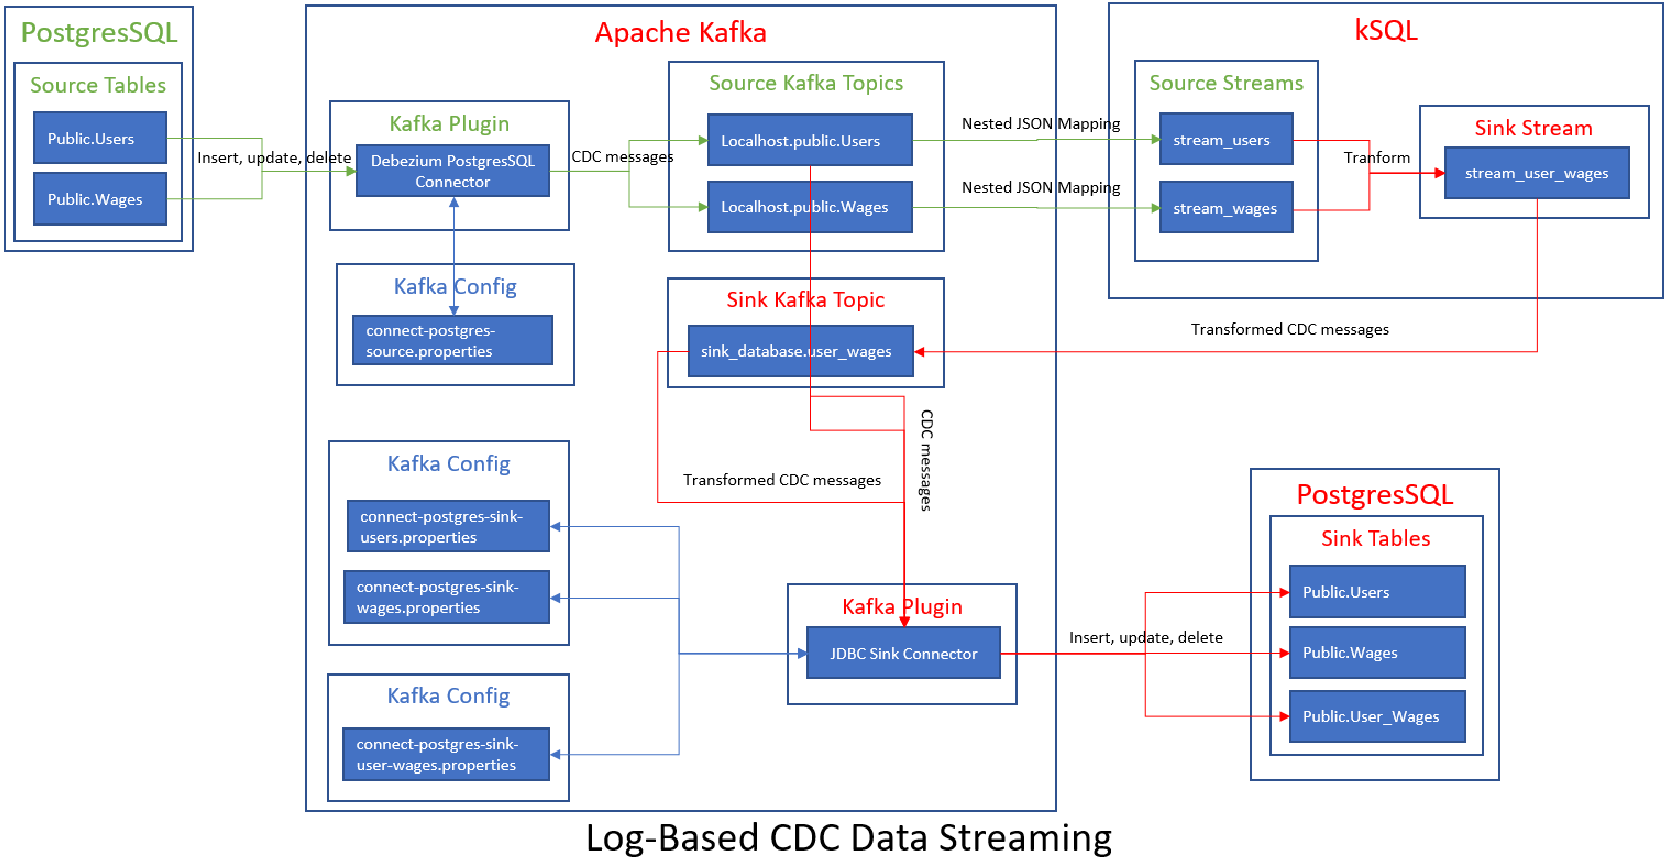 PostgresSQL
Source Tables
Public.Users
Public.Wages
Insert, update, delete
Apache Kafka
Kafka Plugin
Debezium PostgresSQL
Connector
CDC messages
Kafka Config
connect-postgres-
source.properties
Source Kafka Topics
Localhost.public.Users
Localhost.public.Wages
Nested JSON Mapping
Nested JSON Mapping
kSQL
Source Streams
stream_users
stream_wages
Tranform
Sink Stream
stream_user_wages
Transformed CDC messages
Sink Kafka Topic
sink_database.user_wages
CDC messages
Transformed CDC messages
Kafka Config
connect-postgres-sink-
users.properties
connect-postgres-sink-
wages.properties
Kafka Config
connect-postgres-sink-
user-wages.properties
Kafka Plugin
JDBC Sink Connector
Insert, update, delete
PostgresSQL
Sink Tables
Public.Users
Public.Wages
Public.User_Wages
Log-Based CDC Data Streaming